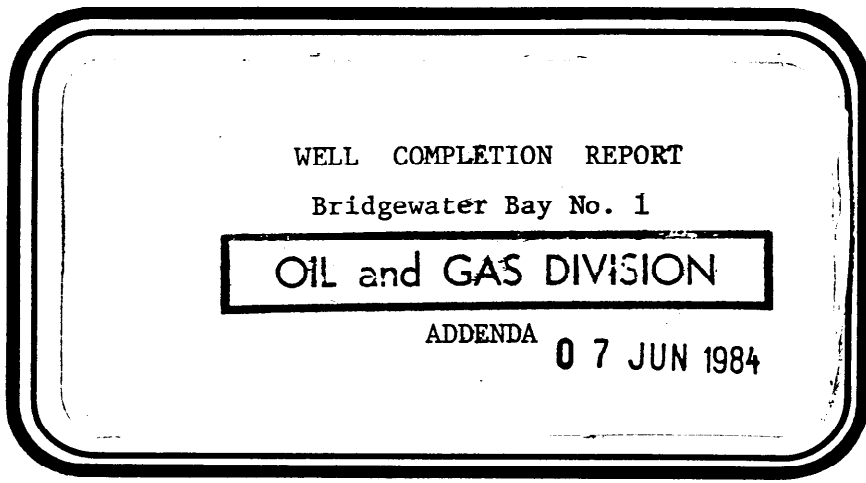 WELL COMPLETION REPORT
Bridgewater Bay No. 1
OIL and GAS DIVISION
ADDENDA
07 JUN 1984